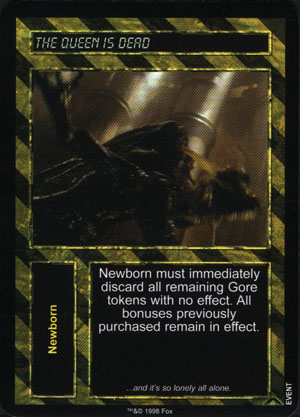 THE QUEEN IS DEAD
Newborn
Newborn must immediately
discard all remaining Gore
tokens with no effect. All
bonuses previously
purchased remain in effect.
...and it's so lonely all alone.
™&© 1998 Fox
EVENT